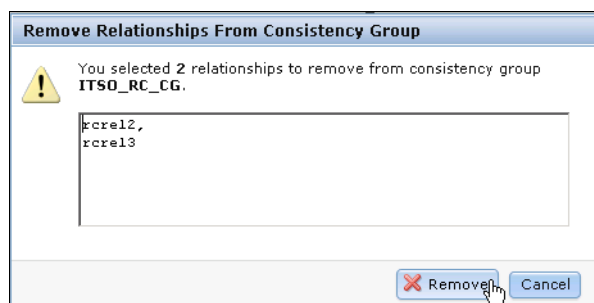 Remove Relationships From Consistency Group
You selected 2 relationships to remove from consistency group
ITSO_RC_CG.
rcrel2,
rcrel3
Remove
Cancel